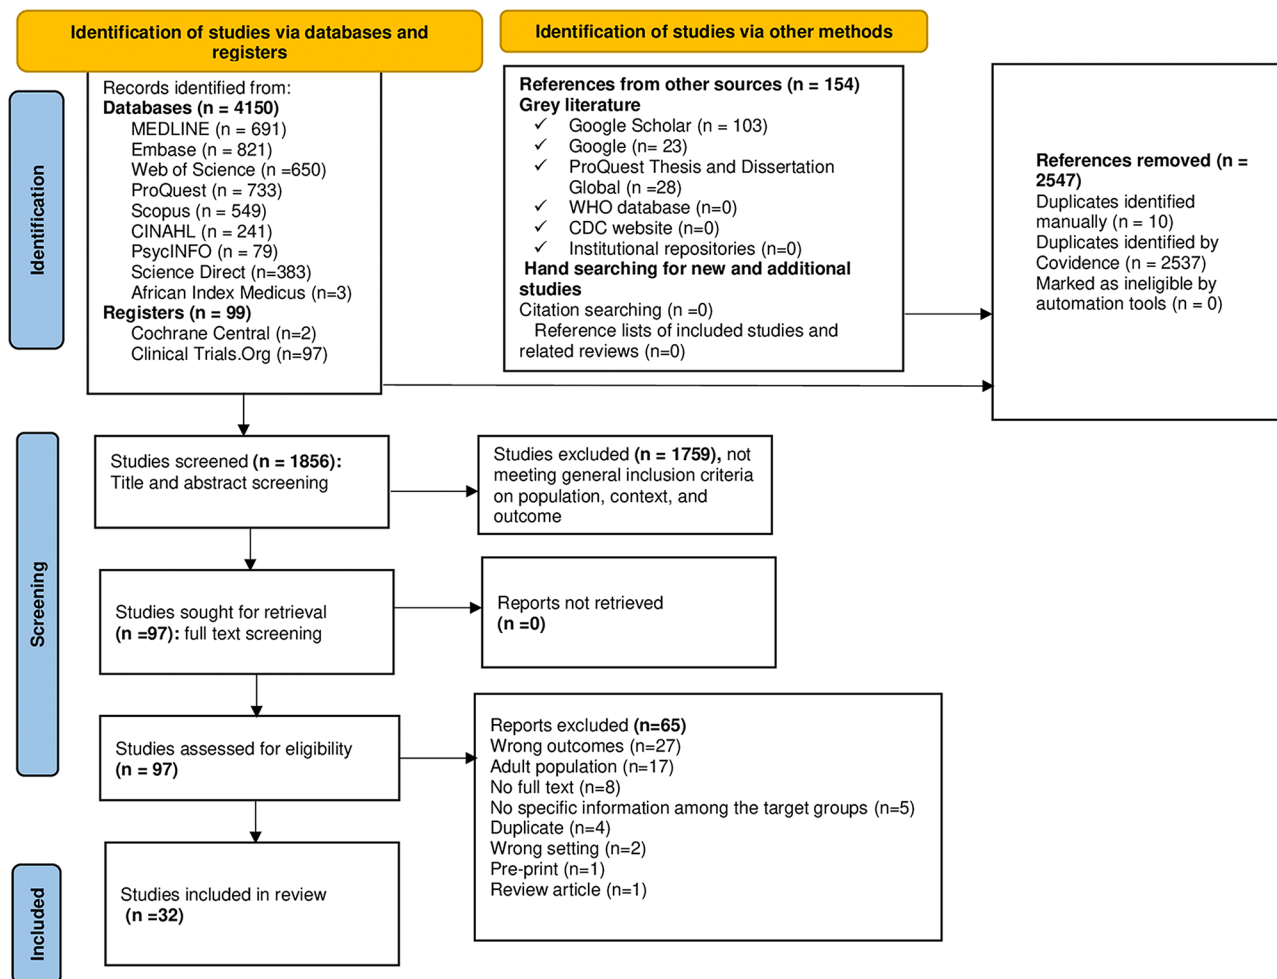 Identification of studies via databases and
registers
Identification of studies via other methods
Identification
Records identified from:
Databases (n = 4150)
MEDLINE (n = 691)
Embase (n = 821)
Web of Science (n =650)
ProQuest (n = 733)
Scopus (n = 549)
CINAHL (n = 241)
PsycINFO (n = 79)
Science Direct (n=383)
African Index Medicus (n=3)
Registers (n = 99)
Cochrane Central (n=2)
Clinical Trials.Org (n=97)
References from other sources (n = 154)
Grey literature
✓ Google Scholar (n = 103)
✓ Google (n= 23)
✓ ProQuest Thesis and Dissertation
Global (n =28)
✓ WHO database (n=0)
✓ CDC website (n=0)
✓ Institutional repositories (n=0)
Hand searching for new and additional
studies
Citation searching (n =0)
Reference lists of included studies and
related reviews (n=0)
References removed (n =
2547)
Duplicates identified
manually (n = 10)
Duplicates identified by
Covidence (n = 2537)
Marked as ineligible by
automation tools (n = 0)
Screening
Studies screened (n = 1856):
Title and abstract screening
Studies excluded (n = 1759), not
meeting general inclusion criteria
on population, context, and
outcome
Studies sought for retrieval
(n =97): full text screening
Reports not retrieved
(n =0)
Studies assessed for eligibility
(n = 97)
Reports excluded (n=65)
Wrong outcomes (n=27)
Adult population (n=17)
No full text (n=8)
No specific information among the target groups (n=5)
Duplicate (n=4)
Wrong setting (n=2)
Pre-print (n=1)
Review article (n=1)
Included
Studies included in review
(n =32)